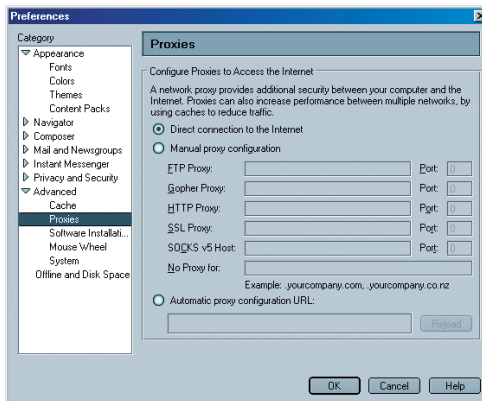 Preferences
Category
Appearance
Fonts
Colors
Themes
Content Packs
Navigator
Composer
Mail and Newsgroups
Instant Messenger
Privacy and Security
Advanced
Cache
Proxies
Software Installati...
Mouse Wheel
System
Offline and Disk Space
Proxies
Configure Proxies to Access the Internet
A network proxy provides additional security between your computer and the
Internet. Proxies can also increase performance between multiple networks, by
using caches to reduce traffic.
Direct connection to the Internet
Manual proxy configuration
FTP Proxy: Port: 0
Gopher Proxy: Port: 0
HTTP Proxy: Port: 0
SSL Proxy: Port: 0
SOCKS v5 Host: Port: 0
No Proxy for:
Example: .yourcompany.com, .yourcompany.co.nz
Automatic proxy configuration URL:
Reload
OK Cancel Help